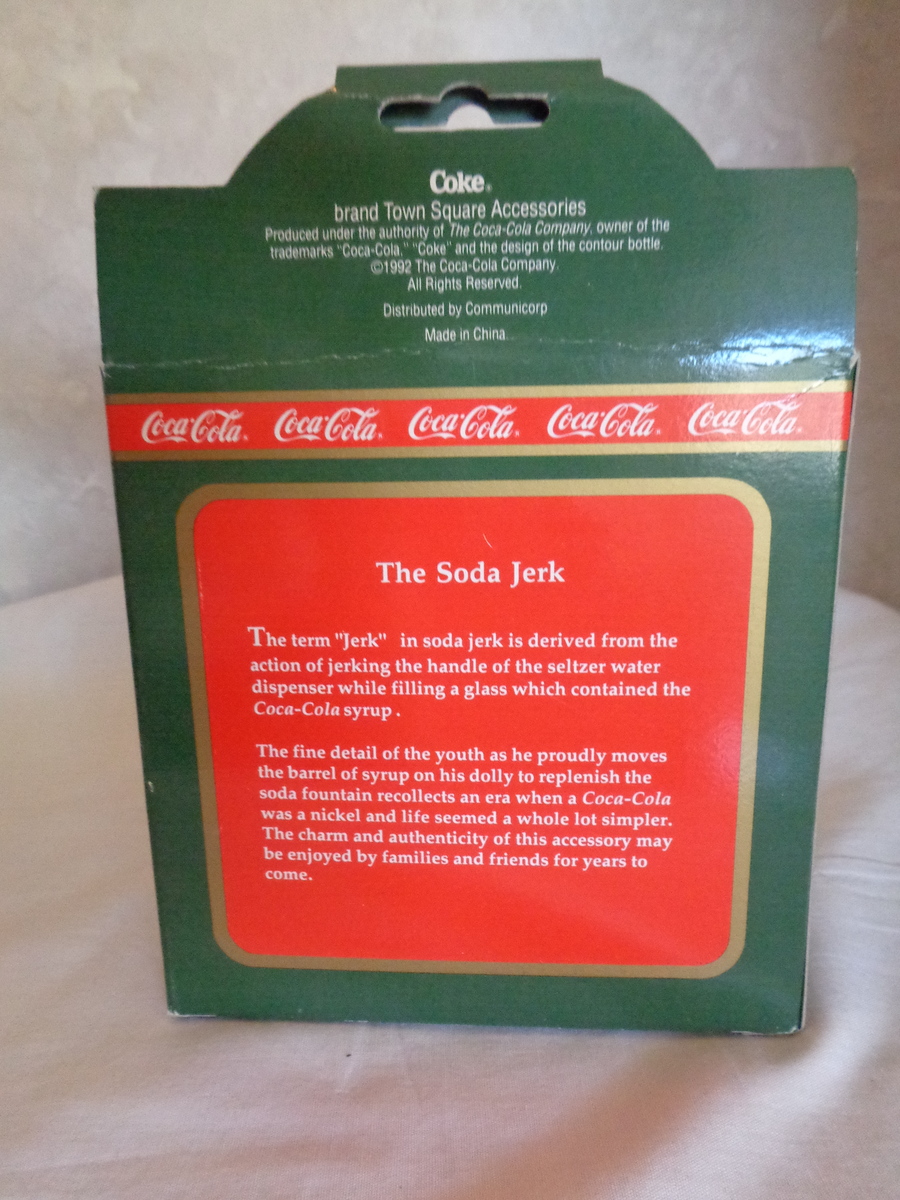 Coke®
brand Town Square Accessories
Produced under the authority of The Coca-Cola Company, owner of the
trademarks "Coca-Cola," "Coke" and the design of the contour bottle.
©1992 The Coca-Cola Company.
All Rights Reserved.
Distributed by Communicorp
Made in China.
Coca-Cola® Coca-Cola® Coca-Cola® Coca-Cola® Coca-Cola®
The Soda Jerk
The term "Jerk" in soda jerk is derived from the
action of jerking the handle of the seltzer water
dispenser while filling a glass which contained the
Coca-Cola syrup .
The fine detail of the youth as he proudly moves
the barrel of syrup on his dolly to replenish the
soda fountain recollects an era when a Coca-Cola
was a nickel and life seemed a whole lot simpler.
The charm and authenticity of this accessory may
be enjoyed by families and friends for years to
come.